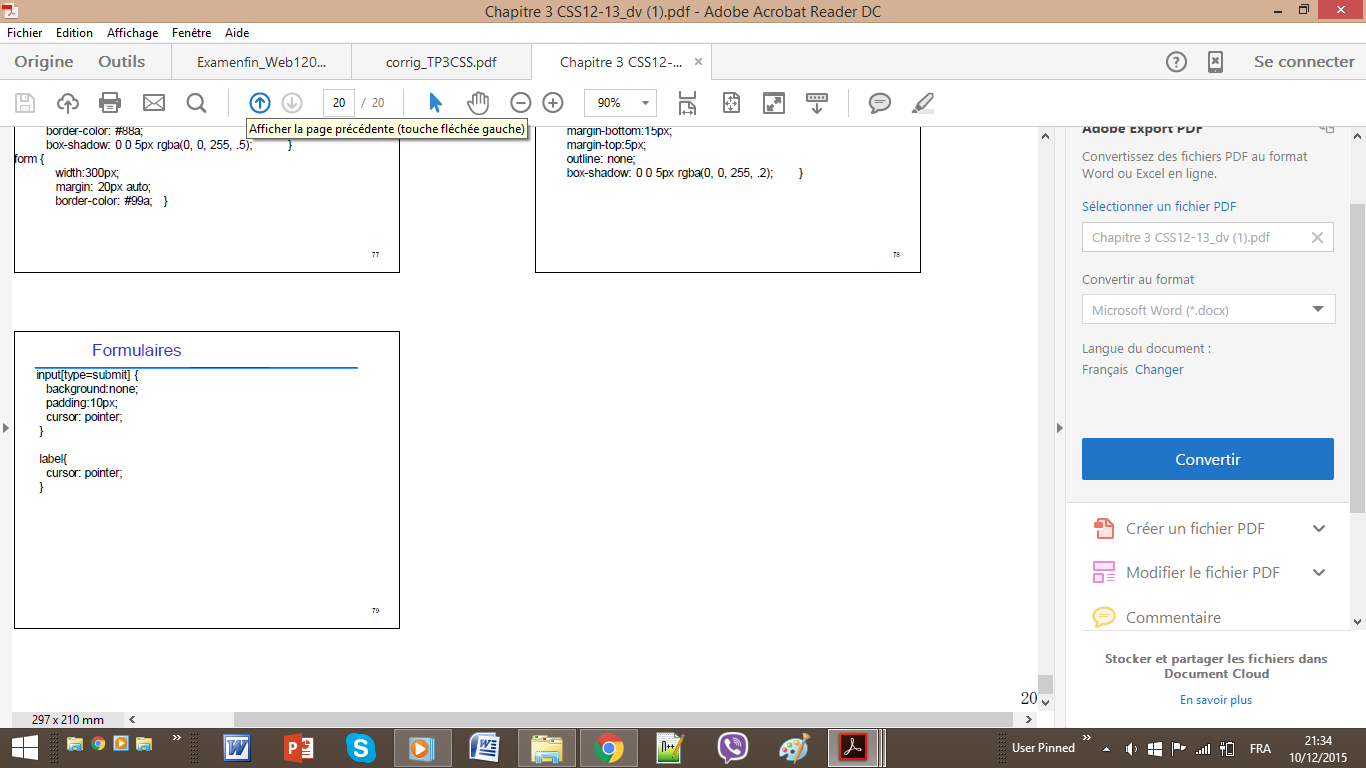 Chapitre 3 CSS12-13_dv (1).pdf - Adobe Acrobat Reader DC
Fichier Edition Affichage Fenêtre Aide
Origine Outils Examenfin_Web120... corrig_TP3CSS.pdf Chapitre 3 CSS12-... Se connecter
20 / 20 90%
Afficher la page précédente (touche fléchée gauche)
border-color: #88a;
box-shadow: 0 0 5px rgba(0, 0, 255, .5); }
form {
width:300px;
margin: 20px auto;
border-color: #99a; }
77
margin-bottom:15px;
margin-top:5px;
outline: none;
box-shadow: 0 0 5px rgba(0, 0, 255, .2); }
78
Formulaires
input[type=submit] {
background:none;
padding:10px;
cursor: pointer;
}
label{
cursor: pointer;
}
79
20
297 x 210 mm
Adobe Export PDF
Convertissez des fichiers PDF au format
Word ou Excel en ligne.
Sélectionner un fichier PDF
Chapitre 3 CSS12-13_dv (1).pdf
Convertir au format
Microsoft Word (*.docx)
Langue du document :
Français Changer
Convertir
Créer un fichier PDF
Modifier le fichier PDF
Commentaire
Stocker et partager les fichiers dans
Document Cloud
En savoir plus
User Pinned FRA 21:34
10/12/2015